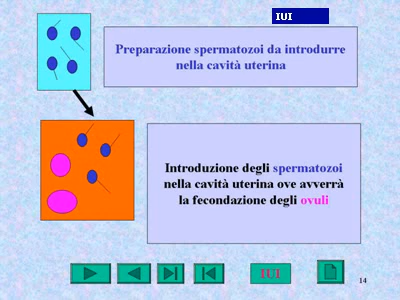 IUI
Preparazione spermatozoi da introdurre
nella cavità uterina
Introduzione degli spermatozoi
nella cavità uterina ove avverrà
la fecondazione degli ovuli
IUI
14